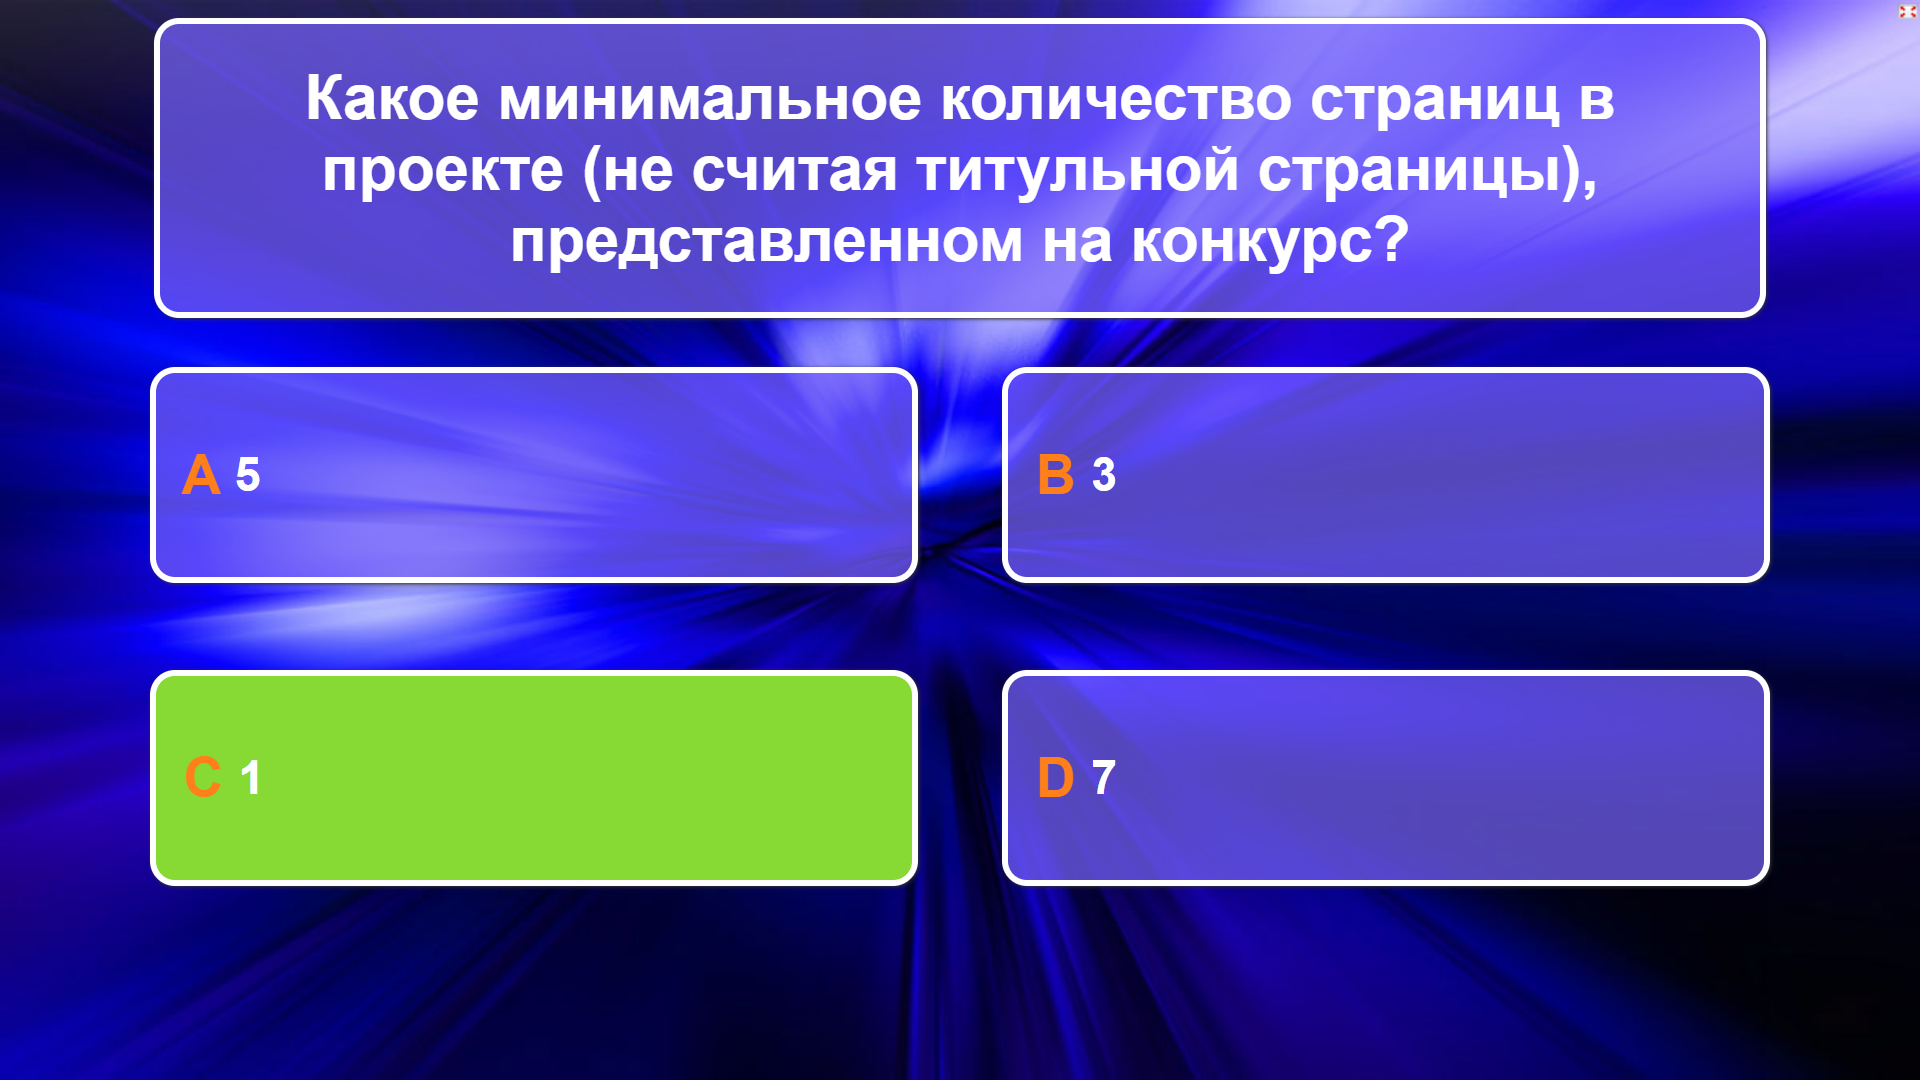 Какое минимальное количество страниц в
проекте (не считая титульной страницы),
представленном на конкурс?
A 5
B 3
C 1
D 7